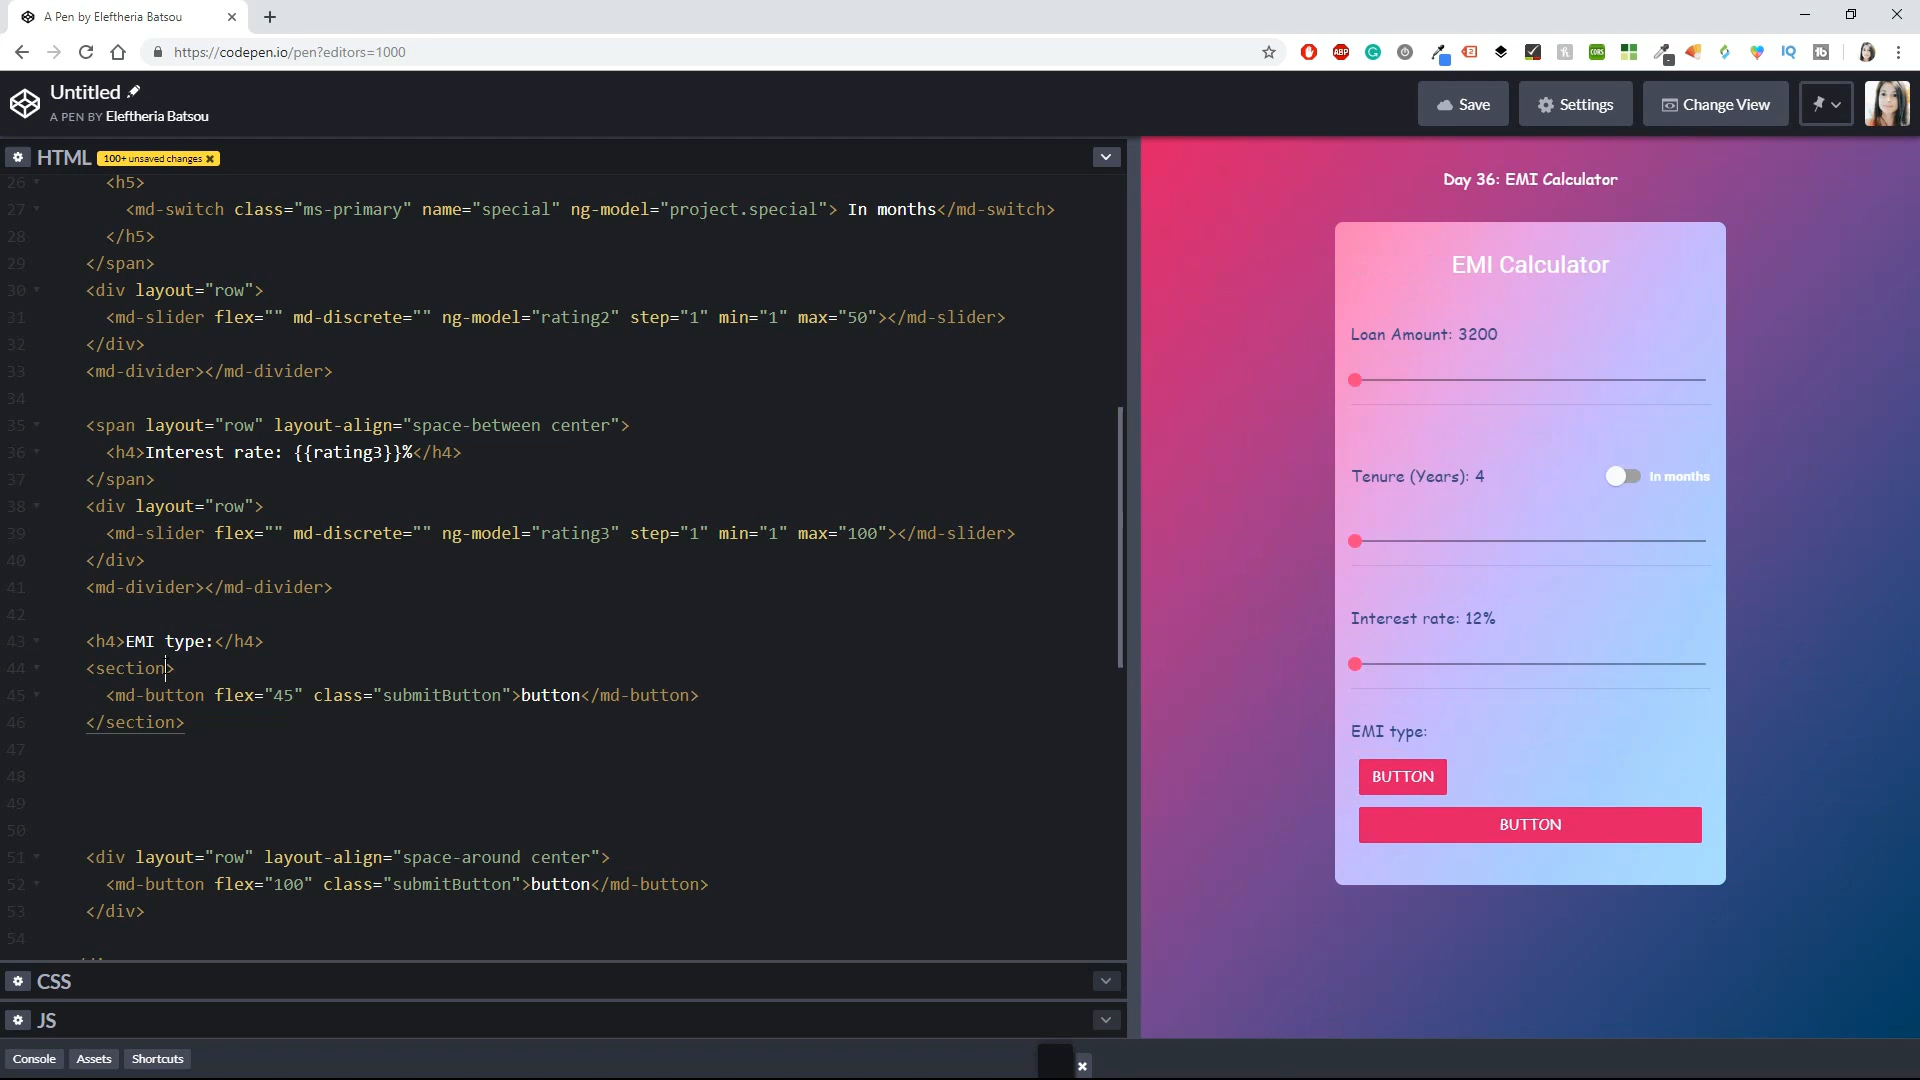 A Pen by Eleftheria Batsou
https://codepen.io/pen?editors=1000
Untitled
A PEN BY Eleftheria Batsou
Save
Settings
Change View
HTML
100+ unsaved changes
26 <h5>
27 <md-switch class="ms-primary" name="special" ng-model="project.special"> In months</md-switch>
28 </h5>
29 </span>
30 <div layout="row">
31 <md-slider flex="" md-discrete="" ng-model="rating2" step="1" min="1" max="50"></md-slider>
32 </div>
33 <md-divider></md-divider>
34
35 <span layout="row" layout-align="space-between center">
36 <h4>Interest rate: {{rating3}}%</h4>
37 </span>
38 <div layout="row">
39 <md-slider flex="" md-discrete="" ng-model="rating3" step="1" min="1" max="100"></md-slider>
40 </div>
41 <md-divider></md-divider>
42
43 <h4>EMI type:</h4>
44 <section>
45 <md-button flex="45" class="submitButton">button</md-button>
46 </section>
47
48
49
50
51 <div layout="row" layout-align="space-around center">
52 <md-button flex="100" class="submitButton">button</md-button>
53 </div>
54
CSS
JS
Console
Assets
Shortcuts
Day 36: EMI Calculator
EMI Calculator
Loan Amount: 3200
Tenure (Years): 4
In months
Interest rate: 12%
EMI type:
BUTTON
BUTTON